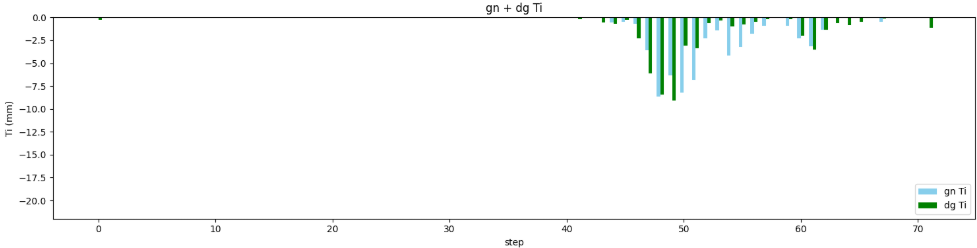 gn + dg Ti
0.0
−2.5
−5.0
−7.5
−10.0
−12.5
−15.0
−17.5
−20.0
Ti (mm)
0 10 20 30 40 50 60 70
step
gn Ti
dg Ti